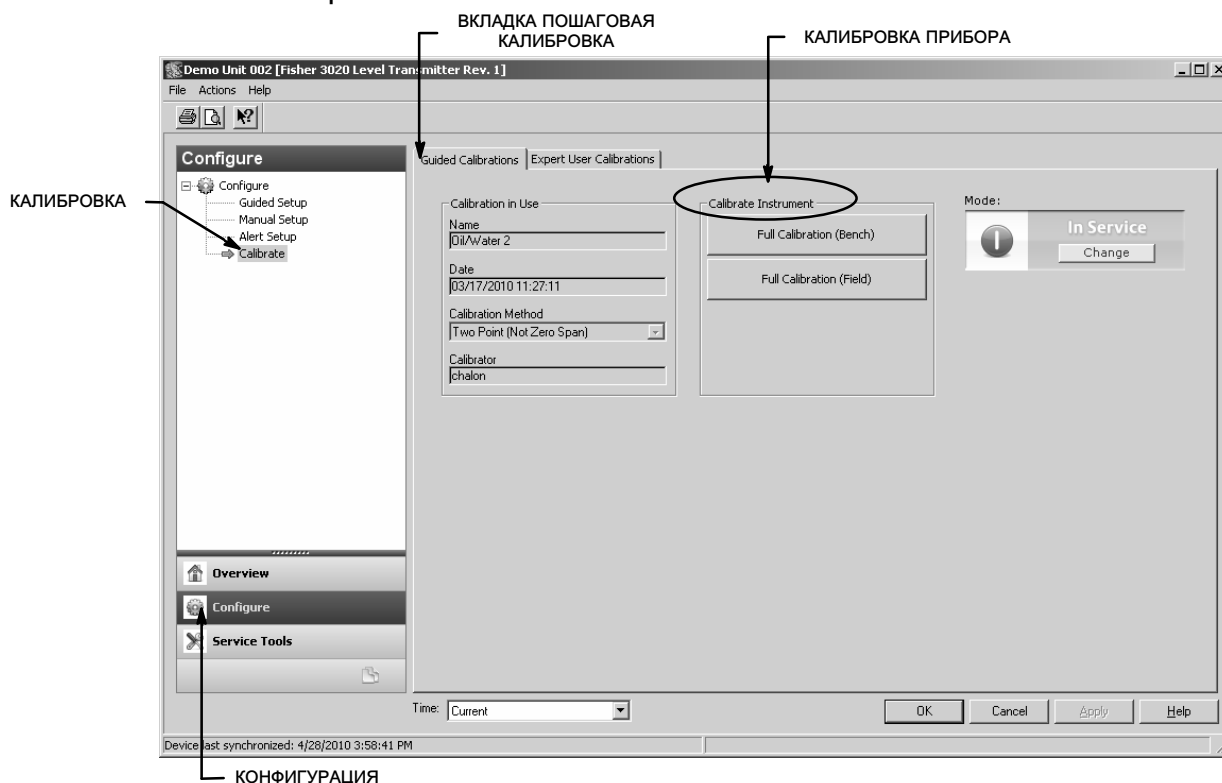 ВКЛАДКА ПОШАГОВАЯ
КАЛИБРОВКА
КАЛИБРОВКА ПРИБОРА
Demo Unit 002 [Fisher 3020 Level Transmitter Rev. 1]
File Actions Help
Configure
Configure
Guided Setup
Manual Setup
Alert Setup
Calibrate
КАЛИБРОВКА
Guided Calibrations
Expert User Calibrations
Calibration in Use
Name
Oil/Water 2
Date
03/17/2010 11:27:11
Calibration Method
Two Point (Not Zero Span)
Calibrator
chalon
Calibrate Instrument
Full Calibration (Bench)
Full Calibration (Field)
Mode:
In Service
Change
Overview
Configure
Service Tools
Time: Current
OK
Cancel
Apply
Help
Device last synchronized: 4/28/2010 3:58:41 PM
КОНФИГУРАЦИЯ